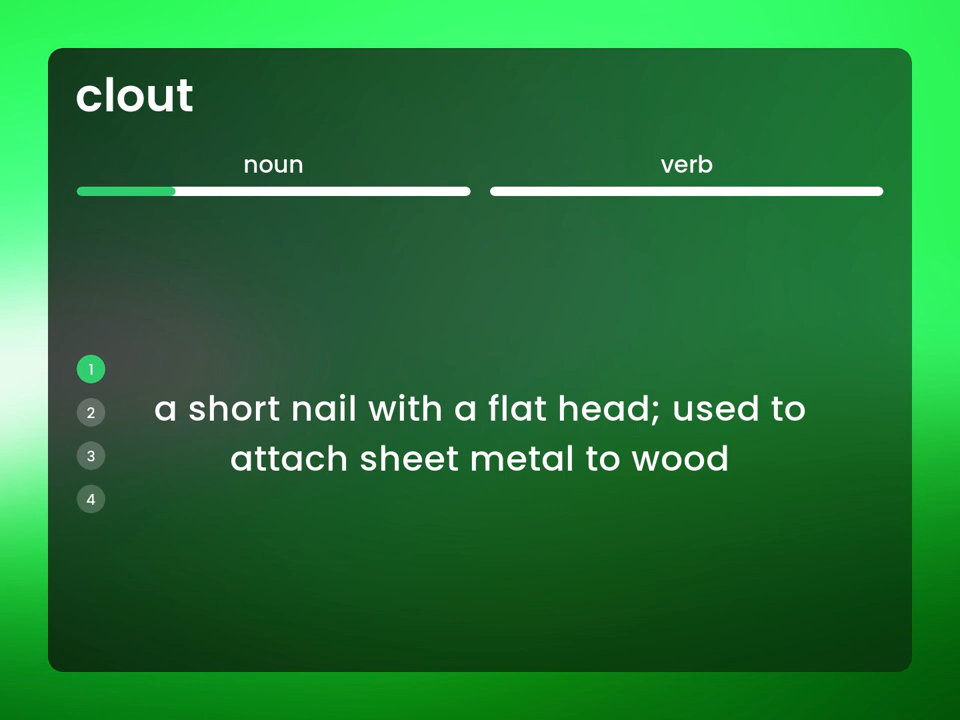 clout
noun
verb
1
2
3
4
a short nail with a flat head; used to
attach sheet metal to wood